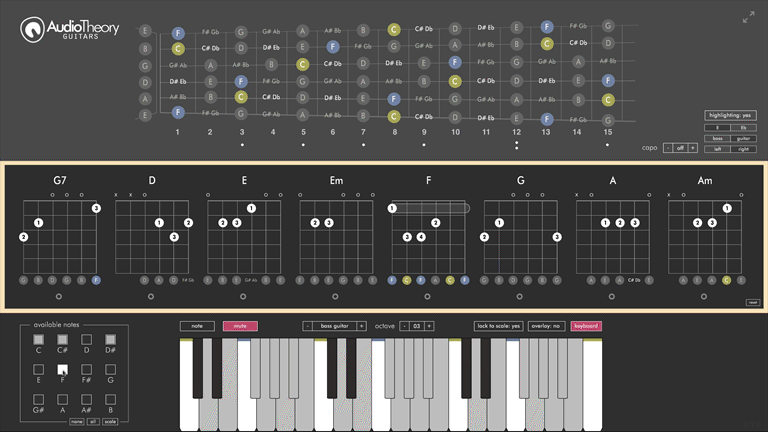 AudioTheory
GUITARS
E F F# Gb G G# Ab A A# Bb B C C# Db D D# Eb E F F# Gb G
B C C# Db D D# Eb E F F# Gb G G# Ab A A# Bb B C C# Db D
G G# Ab A A# Bb B C C# Db D D# Eb E F F# Gb G G# Ab A A# Bb
D D# Eb E F F# Gb G G# Ab A A# Bb B C C# Db D D# Eb E F
A A# Bb B C C# Db D D# Eb E F F# Gb G G# Ab A A# Bb B C
E F F# Gb G G# Ab A A# Bb B C C# Db D D# Eb E F F# Gb G
1 2 3 4 5 6 7 8 9 10 11 12 13 14 15
highlighting: yes
E Eb
bass guitar
left right
capo - off +
G7 D E Em F G A Am
G B D G B F
D A D F# Gb
E B E G# Ab B E
E B E G B E
F C F A C F
G B D G B G
A E A C# Db E
A E A C E
reset
available notes
C C# D D#
E F F# G
G# A A# B
none all scale
note mute - bass guitar + octave - 03 + lock to scale: yes overlay: no keyboard